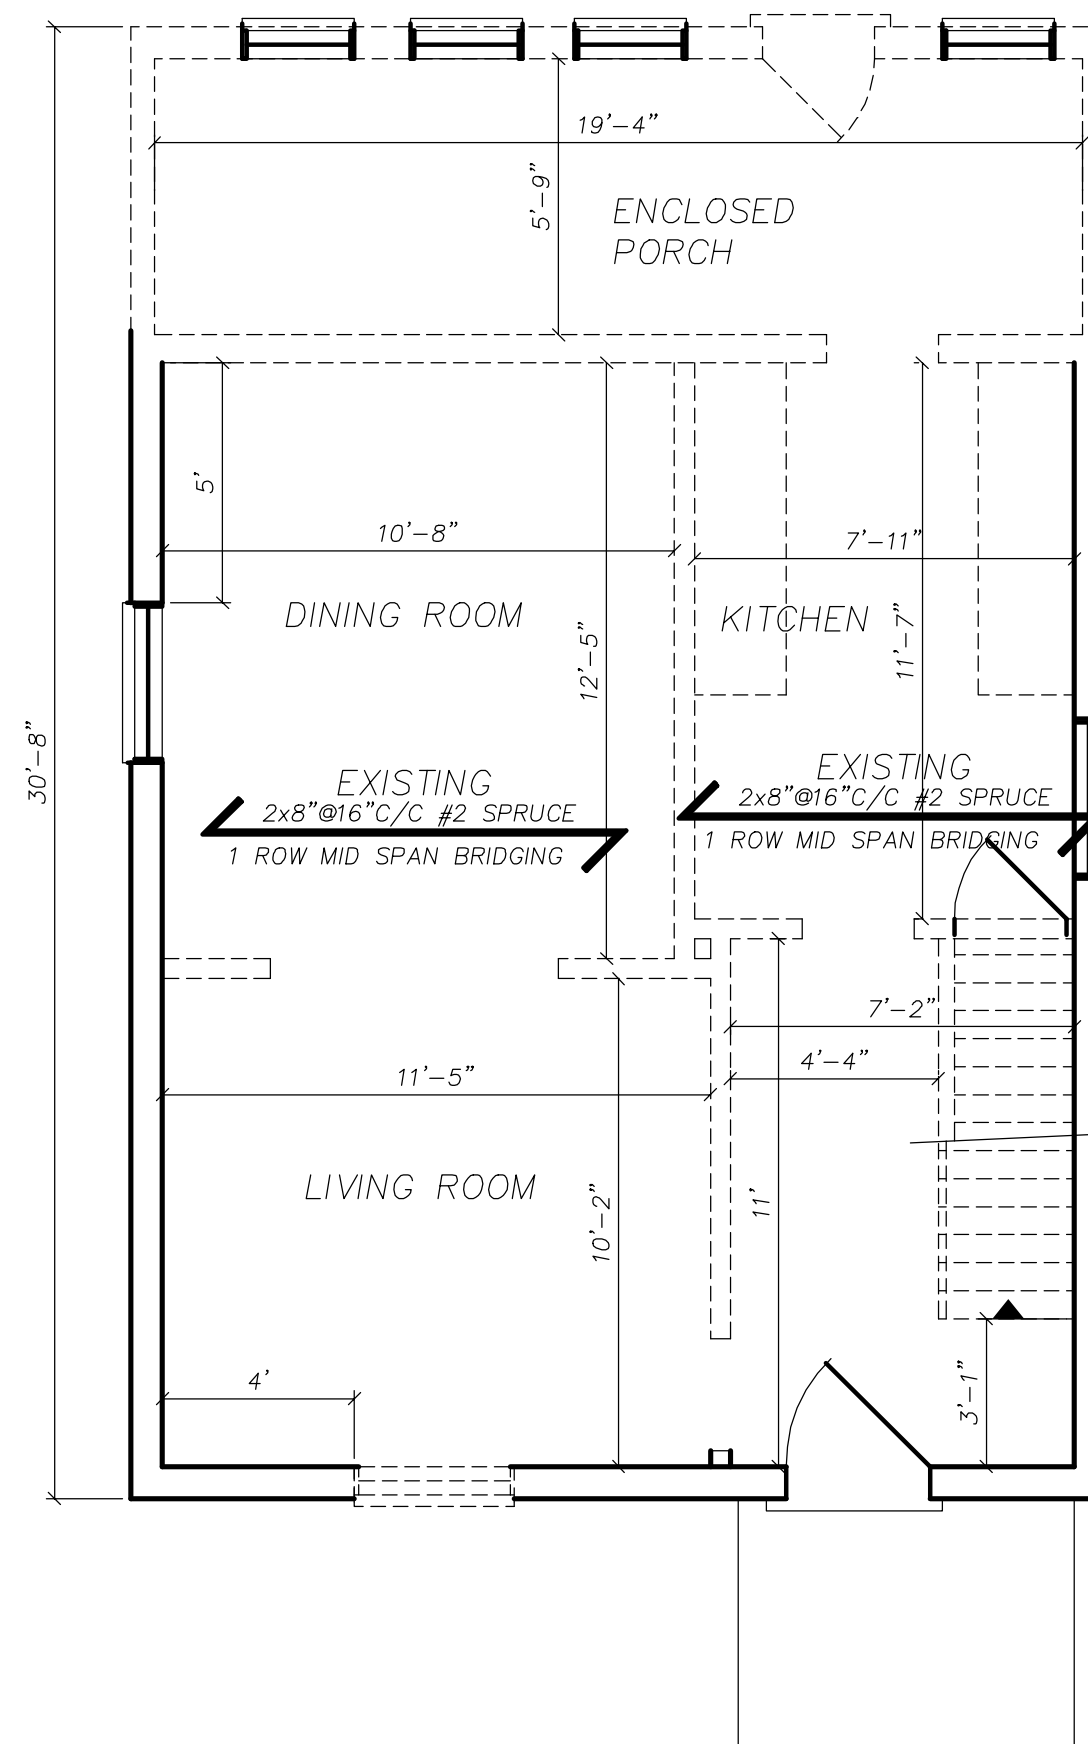 19'-4"
5'-9"
ENCLOSED
PORCH
5'
10'-8"
7'-11"
DINING ROOM
KITCHEN
12'-5"
11'-7"
30'-8"
EXISTING
2x8"@16"C/C #2 SPRUCE
1 ROW MID SPAN BRIDGING
EXISTING
2x8"@16"C/C #2 SPRUCE
1 ROW MID SPAN BRIDGING
7'-2"
4'-4"
11'-5"
LIVING ROOM
10'-2"
11'
4'
3'-1"